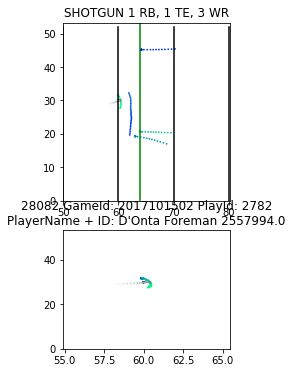 SHOTGUN 1 RB, 1 TE, 3 WR
50
40
30
20
10
0
50 60 70 80
28082 GameId: 2017101502 PlayId: 2782
PlayerName + ID: D'Onta Foreman 2557994.0
40
20
0
55.0 57.5 60.0 62.5 65.0